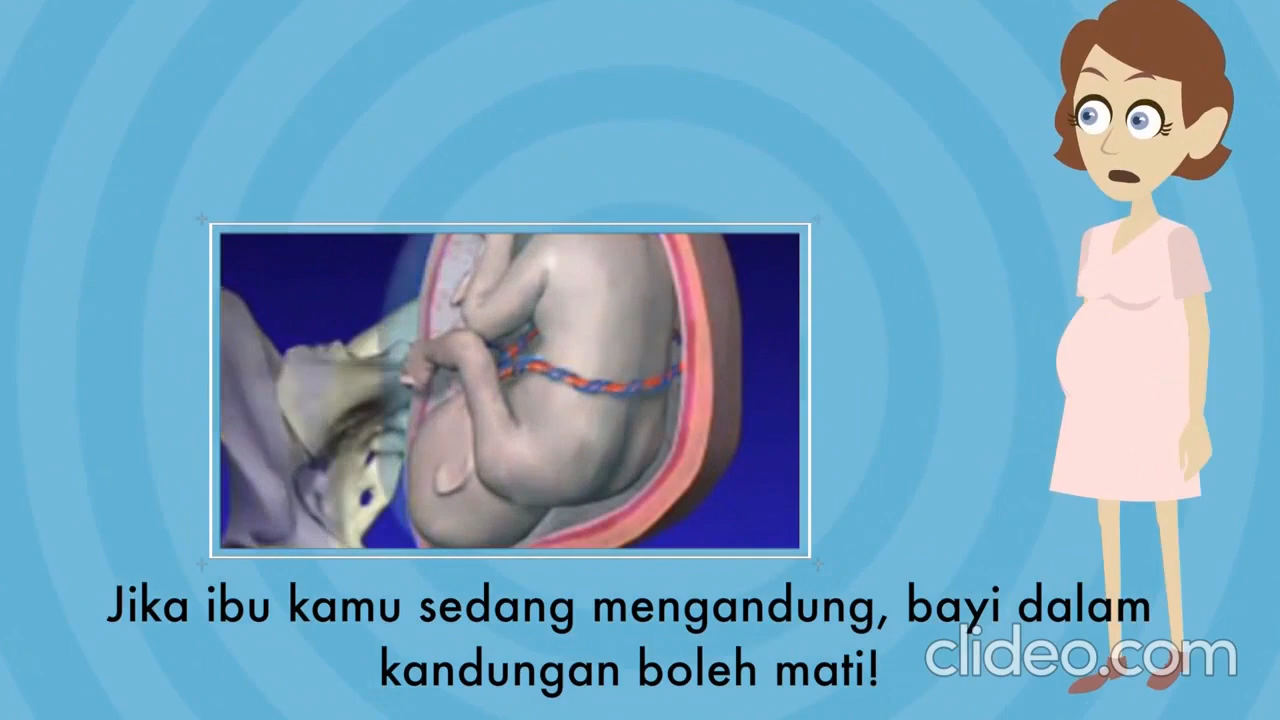 Jika ibu kamu sedang mengandung, bayi dalam
kandungan boleh mati!
clideo.com